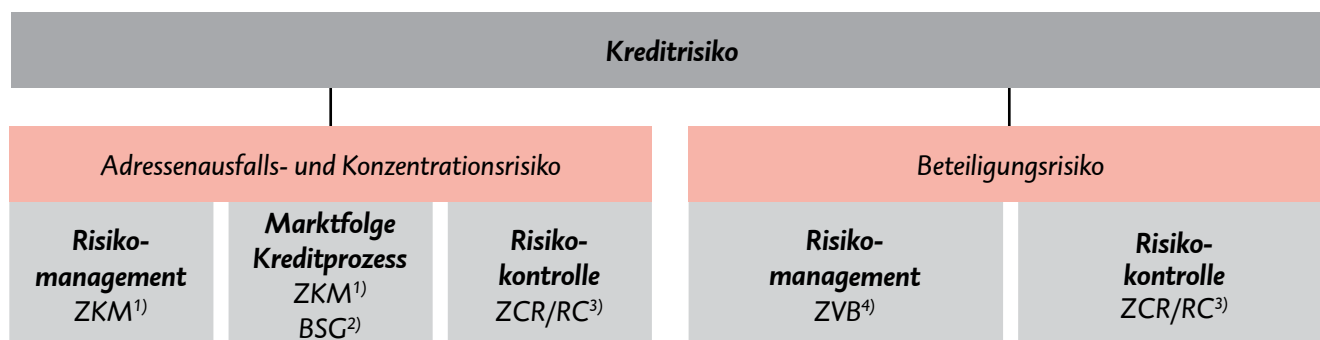 Kreditrisiko
Adressenausfalls- und Konzentrationsrisiko
Risiko-
management
ZKM1)
Marktfolge
Kreditprozess
ZKM1)
BSG2)
Risiko-
kontrolle
ZCR/RC3)
Beteiligungsrisiko
Risiko-
management
ZVB4)
Risiko-
kontrolle
ZCR/RC3)